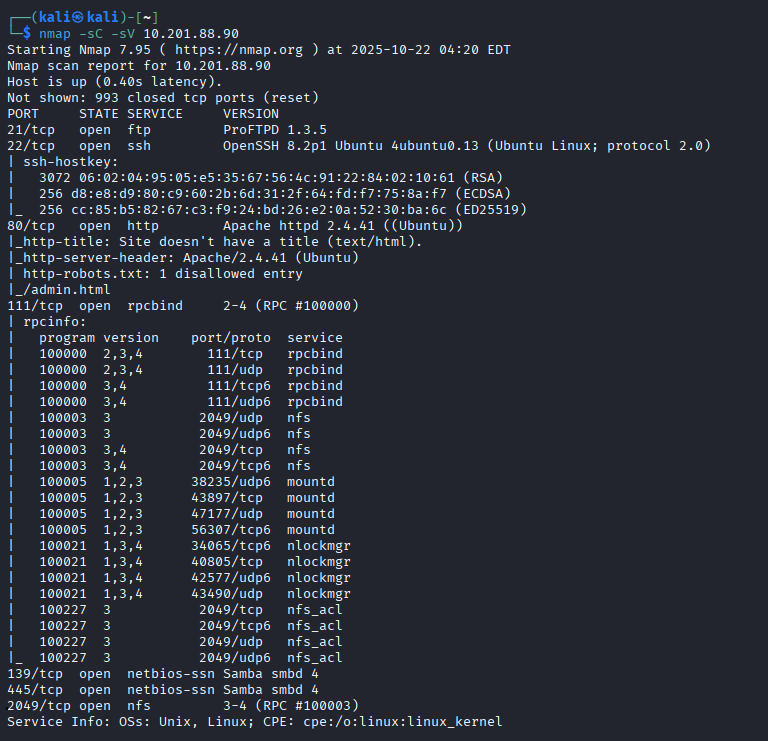 ┌──(kali㉿kali)-[~]
└─$ nmap -sC -sV 10.201.88.90
Starting Nmap 7.95 ( https://nmap.org ) at 2025-10-22 04:20 EDT
Nmap scan report for 10.201.88.90
Host is up (0.40s latency).
Not shown: 993 closed tcp ports (reset)
PORT     STATE SERVICE     VERSION
21/tcp   open  ftp         ProFTPD 1.3.5
22/tcp   open  ssh         OpenSSH 8.2p1 Ubuntu 4ubuntu0.13 (Ubuntu Linux; protocol 2.0)
| ssh-hostkey:
|   3072 06:02:04:95:05:e5:35:67:56:4c:91:22:84:02:10:61 (RSA)
|   256 d8:e8:d9:80:c9:60:2b:6d:31:2f:64:fd:f7:75:8a:f7 (ECDSA)
|_  256 cc:85:b5:82:67:c3:f9:24:bd:26:e2:0a:52:30:ba:6c (ED25519)
80/tcp   open  http        Apache httpd 2.4.41 ((Ubuntu))
|_http-title: Site doesn't have a title (text/html).
|_http-server-header: Apache/2.4.41 (Ubuntu)
| http-robots.txt: 1 disallowed entry
|_/admin.html
111/tcp  open  rpcbind     2-4 (RPC #100000)
| rpcinfo:
|   program version    port/proto  service
|   100000  2,3,4        111/tcp   rpcbind
|   100000  2,3,4        111/udp   rpcbind
|   100000  3,4          111/tcp6  rpcbind
|   100000  3,4          111/udp6  rpcbind
|   100003  3           2049/udp   nfs
|   100003  3           2049/udp6  nfs
|   100003  3,4         2049/tcp   nfs
|   100003  3,4         2049/tcp6  nfs
|   100005  1,2,3      38235/udp6  mountd
|   100005  1,2,3      43897/tcp   mountd
|   100005  1,2,3      47177/udp   mountd
|   100005  1,2,3      56307/tcp6  mountd
|   100021  1,3,4      34065/tcp6  nlockmgr
|   100021  1,3,4      40805/tcp   nlockmgr
|   100021  1,3,4      42577/udp6  nlockmgr
|   100021  1,3,4      43490/udp   nlockmgr
|   100227  3           2049/tcp   nfs_acl
|   100227  3           2049/tcp6  nfs_acl
|   100227  3           2049/udp   nfs_acl
|_  100227  3           2049/udp6  nfs_acl
139/tcp  open  netbios-ssn Samba smbd 4
445/tcp  open  netbios-ssn Samba smbd 4
2049/tcp open  nfs         3-4 (RPC #100003)
Service Info: OSs: Unix, Linux; CPE: cpe:/o:linux:linux_kernel